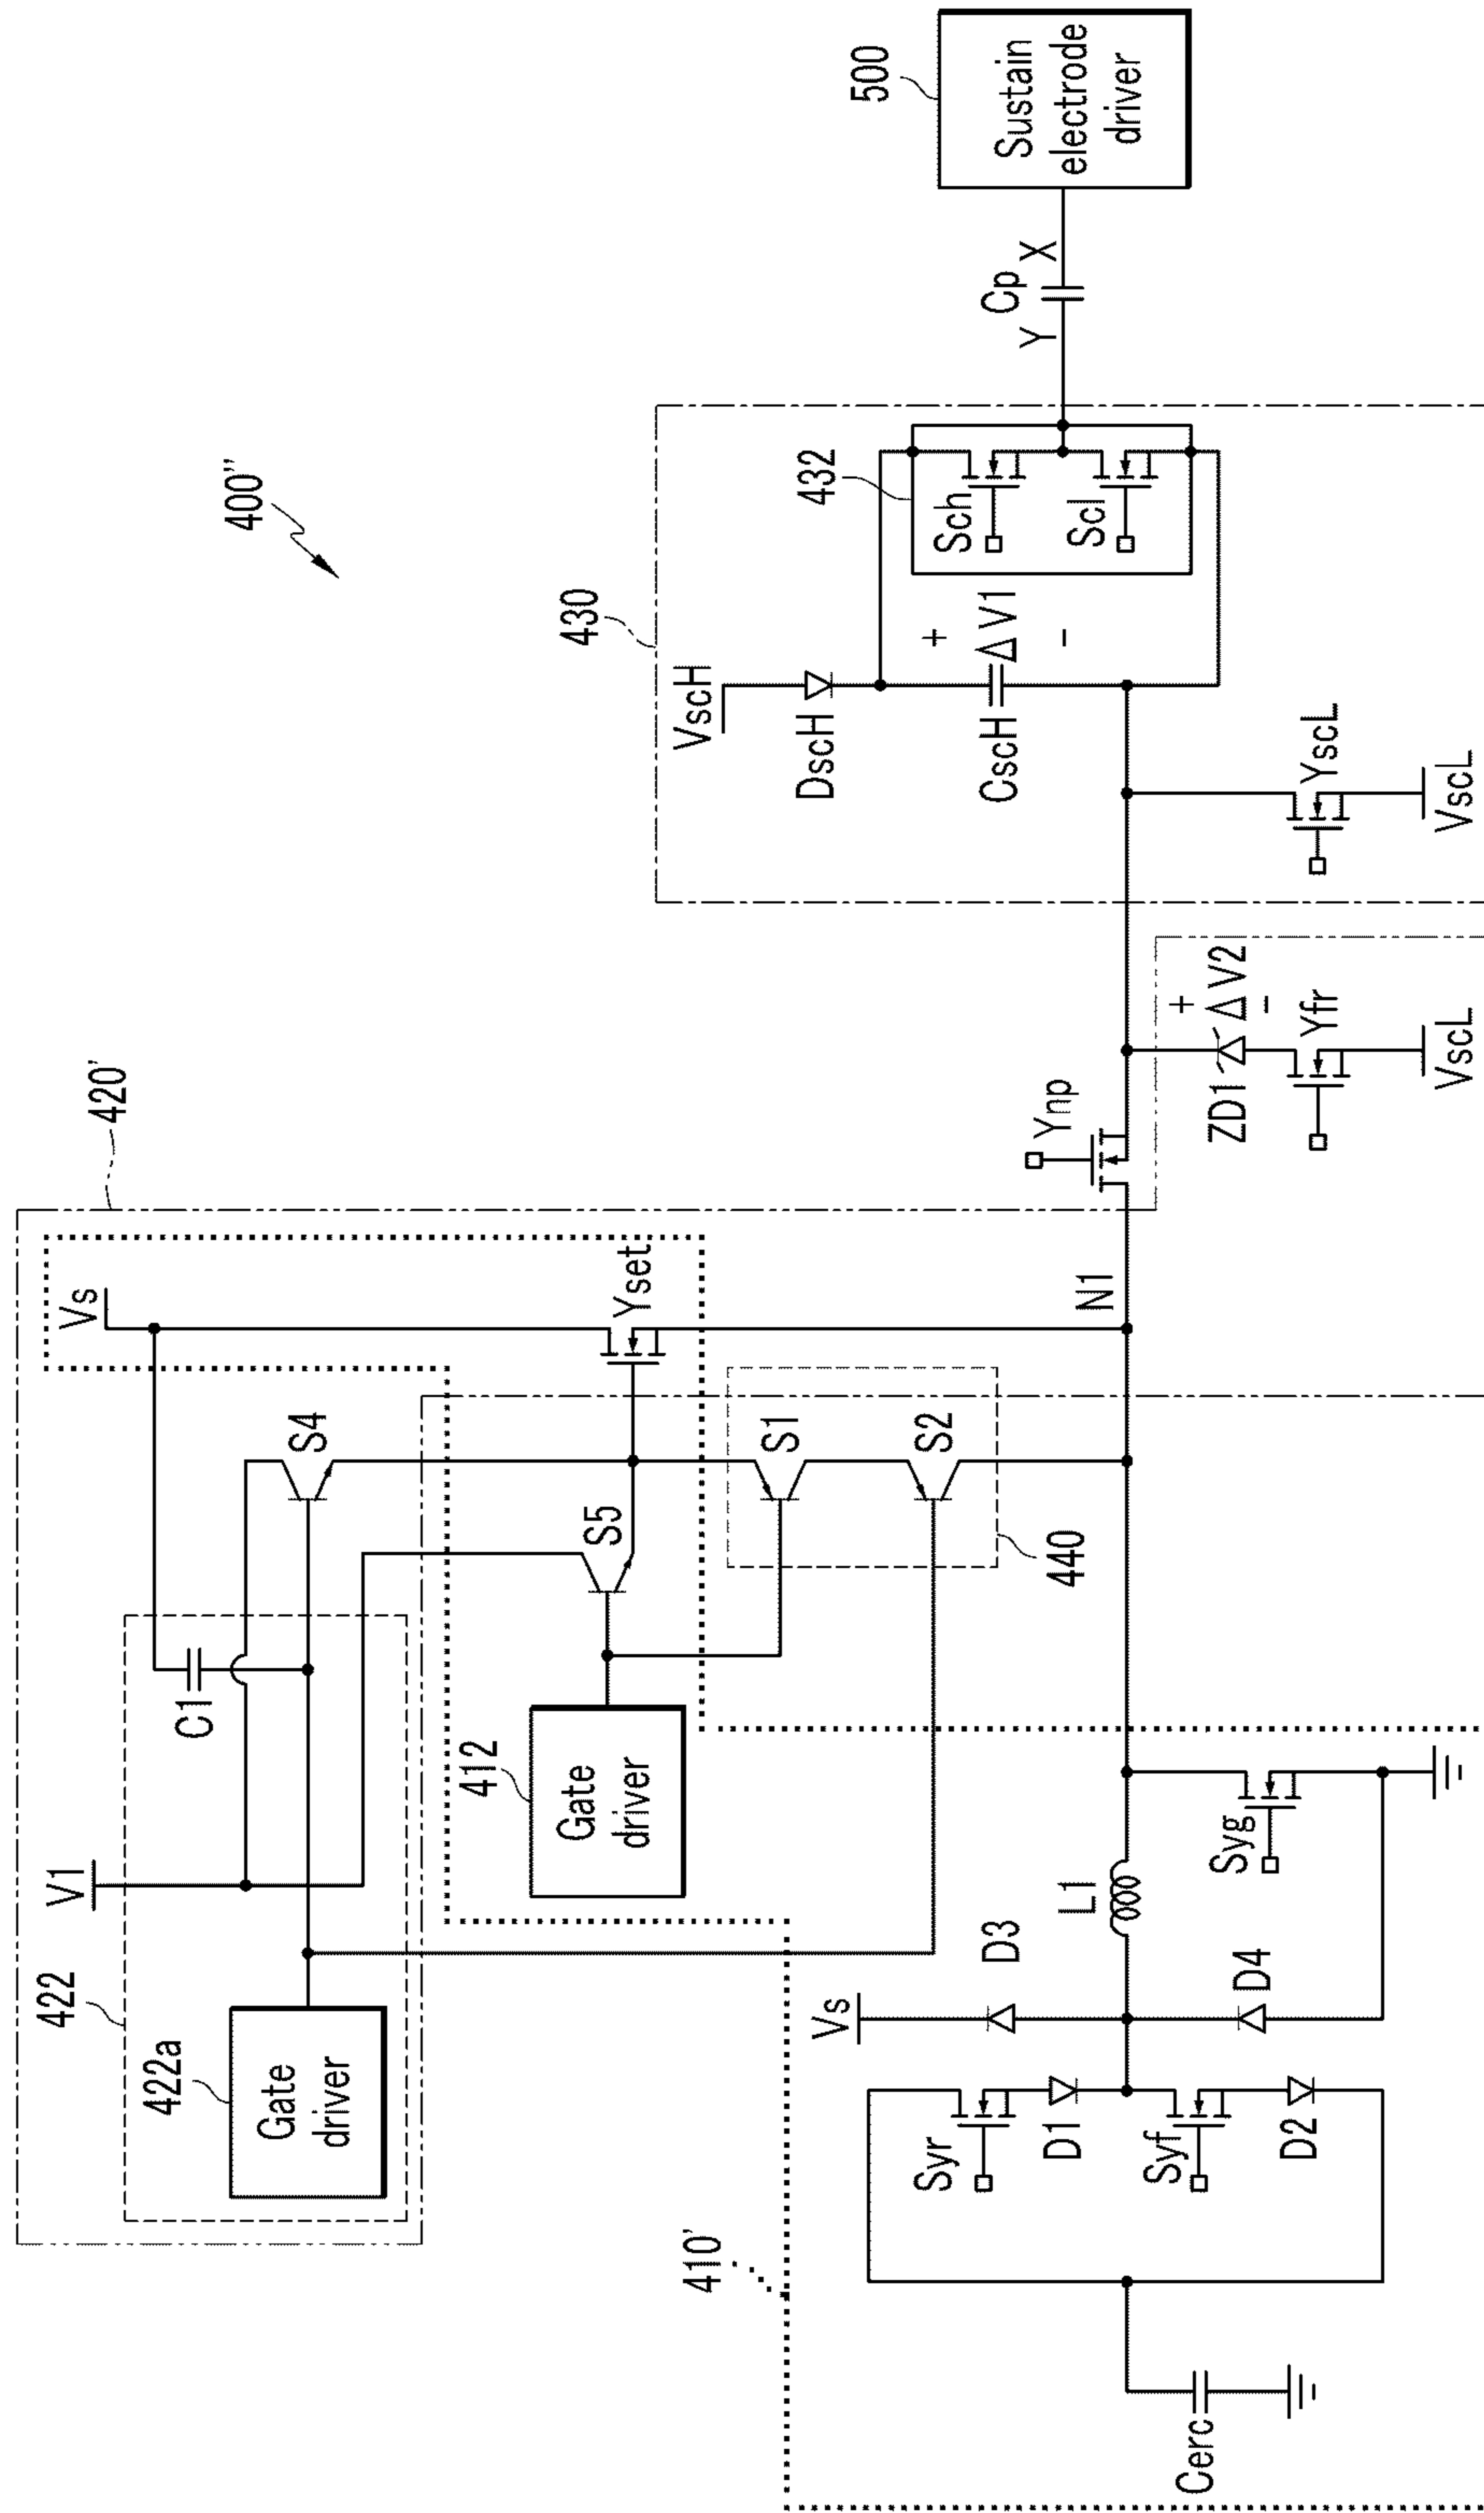 400"
420'
422
V1
Vs
422a
Gate
driver
C1
S4
412
Gate
driver
S5
Yset
S1
S2
440
N1
Ynp
430
VscH
DscH
CscH
+
ΔV1
-
432
Sch
Scl
Y
Cp
X
500
Sustain
electrode
driver
410'
Vs
D3
L1
Syr
D1
Syf
D2
D4
Syg
Cerc
ZD1
+
ΔV2
-
Yfr
VscL
YscL
VscL